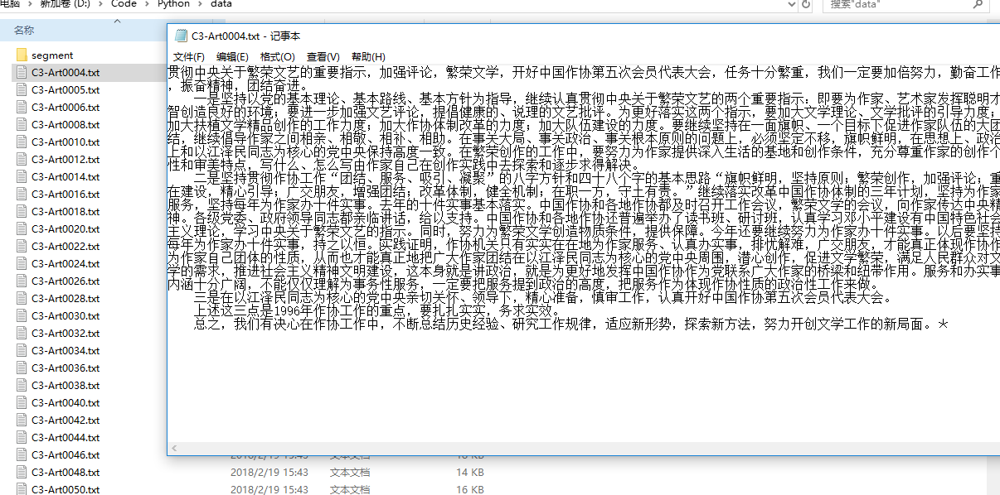 电脑 › 新加卷 (D:) › Code › Python › data
搜索"data"
名称
C3-Art0004.txt - 记事本
文件(F) 编辑(E) 格式(O) 查看(V) 帮助(H)
segment
C3-Art0004.txt
C3-Art0005.txt
C3-Art0006.txt
C3-Art0008.txt
C3-Art0010.txt
C3-Art0012.txt
C3-Art0014.txt
C3-Art0016.txt
C3-Art0018.txt
C3-Art0020.txt
C3-Art0022.txt
C3-Art0024.txt
C3-Art0026.txt
C3-Art0028.txt
C3-Art0030.txt
C3-Art0032.txt
C3-Art0034.txt
C3-Art0036.txt
C3-Art0038.txt
C3-Art0040.txt
C3-Art0042.txt
C3-Art0044.txt
C3-Art0046.txt
C3-Art0048.txt
C3-Art0050.txt
贯彻中央关于繁荣文艺的重要指示，加强评论，繁荣文学，开好中国作协第五次会员代表大会，任务十分繁重，我们一定要加倍努力，勤奋工作
，振奋精神，团结奋进。
一是坚持以党的基本理论、基本路线、基本方针为指导，继续认真贯彻中央关于繁荣文艺的两个重要指示：即要为作家、艺术家发挥聪明才
智创造良好的环境；要进一步加强文艺评论，提倡健康的、说理的文艺批评。为更好落实这两个指示，要加大文学理论、文学批评的引导力度；
加大扶植文学精品创作的工作力度；加大作协体制改革的力度；加大队伍建设的力度。要继续坚持在一面旗帜、一个目标下促进作家队伍的大团
结，继续倡导作家之间相亲、相敬、相补、相助。在事关大局、事关政治、事关根本原则的问题上，必须坚定不移，旗帜鲜明，在思想上、政治
上和以江泽民同志为核心的党中央保持高度一致。在繁荣创作的工作中，要努力为作家提供深入生活的基地和创作条件，充分尊重作家的创作个
性和审美特点，写什么、怎么写由作家自己在创作实践中去探索和逐步求得解决。
二是坚持贯彻作协工作“团结、服务、吸引、凝聚”的八字方针和四十八个字的基本思路“旗帜鲜明，坚持原则；繁荣创作，加强评论；重
在建设，精心引导；广交朋友，增强团结；改革体制，健全机制；在职一方，守土有责。”继续落实改革中国作协体制的三年计划，坚持为作家
服务，坚持每年为作家办十件实事。去年的十件实事基本落实。中国作协和各地作协都及时召开工作会议，繁荣文学的会议，向作家传达中央精
神。各级党委、政府领导同志都亲临讲话，给以支持。中国作协和各地作协还普遍举办了读书班、研讨班，认真学习邓小平建设有中国特色社会
主义理论，学习中央关于繁荣文艺的指示。同时，努力为繁荣文学创造物质条件，提供保障。今年还要继续努力为作家办十件实事。以后要坚持
每年为作家办十件实事，持之以恒。实践证明，作协机关只有实实在在地为作家服务、认真办实事，排忧解难，广交朋友，才能真正体现作协作
为作家自己团体的性质，从而也才能真正地把广大作家团结在以江泽民同志为核心的党中央周围，潜心创作，促进文学繁荣，满足人民群众对文
学的需求，推进社会主义精神文明建设，这本身就是讲政治，就是为更好地发挥中国作协作为党联系广大作家的桥梁和纽带作用。服务和办实事
内涵十分广阔，不能仅仅理解为事务性服务，一定要把服务提到政治的高度，把服务作为体现作协性质的政治性工作来做。
三是在以江泽民同志为核心的党中央亲切关怀、领导下，精心准备，慎审工作，认真开好中国作协第五次会员代表大会。
上述这三点是1996年作协工作的重点，要扎扎实实，务求实效。
总之，我们有决心在作协工作中，不断总结历史经验、研究工作规律，适应新形势，探索新方法，努力开创文学工作的新局面。＊
2018/2/19 15:43 文本文档 14 KB
2018/2/19 15:43 文本文档 16 KB